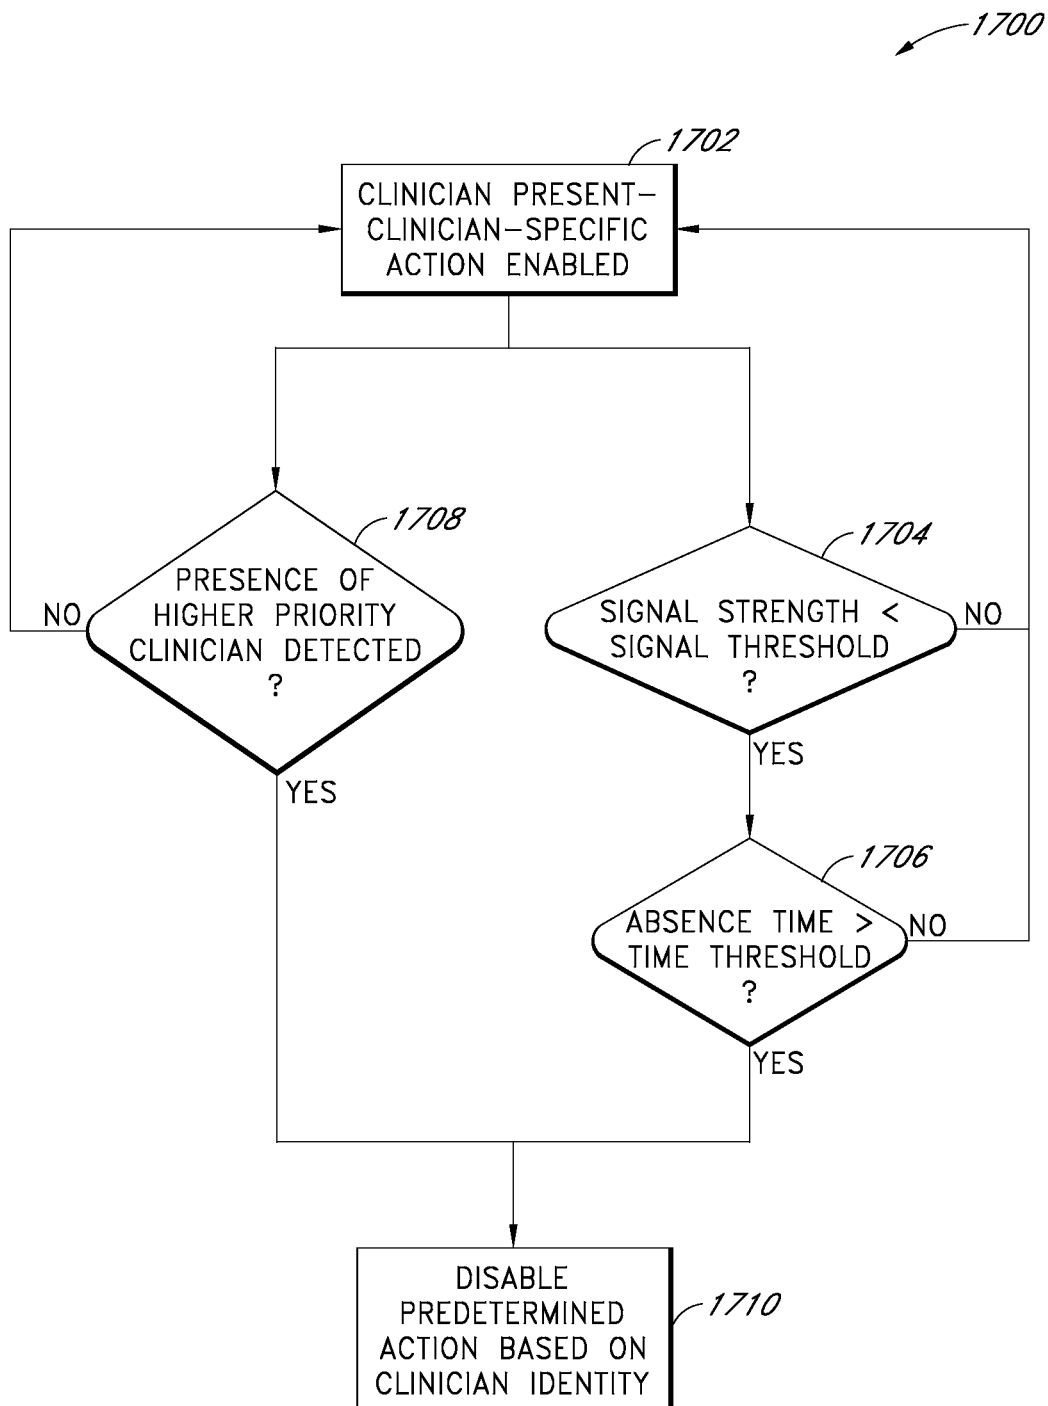 1700
1702
CLINICIAN PRESENT-
CLINICIAN-SPECIFIC
ACTION ENABLED
1708
PRESENCE OF
HIGHER PRIORITY
CLINICIAN DETECTED
?
NO
YES
1704
SIGNAL STRENGTH <
SIGNAL THRESHOLD
?
NO
YES
1706
ABSENCE TIME >
TIME THRESHOLD
?
NO
YES
DISABLE
PREDETERMINED
ACTION BASED ON
CLINICIAN IDENTITY
1710